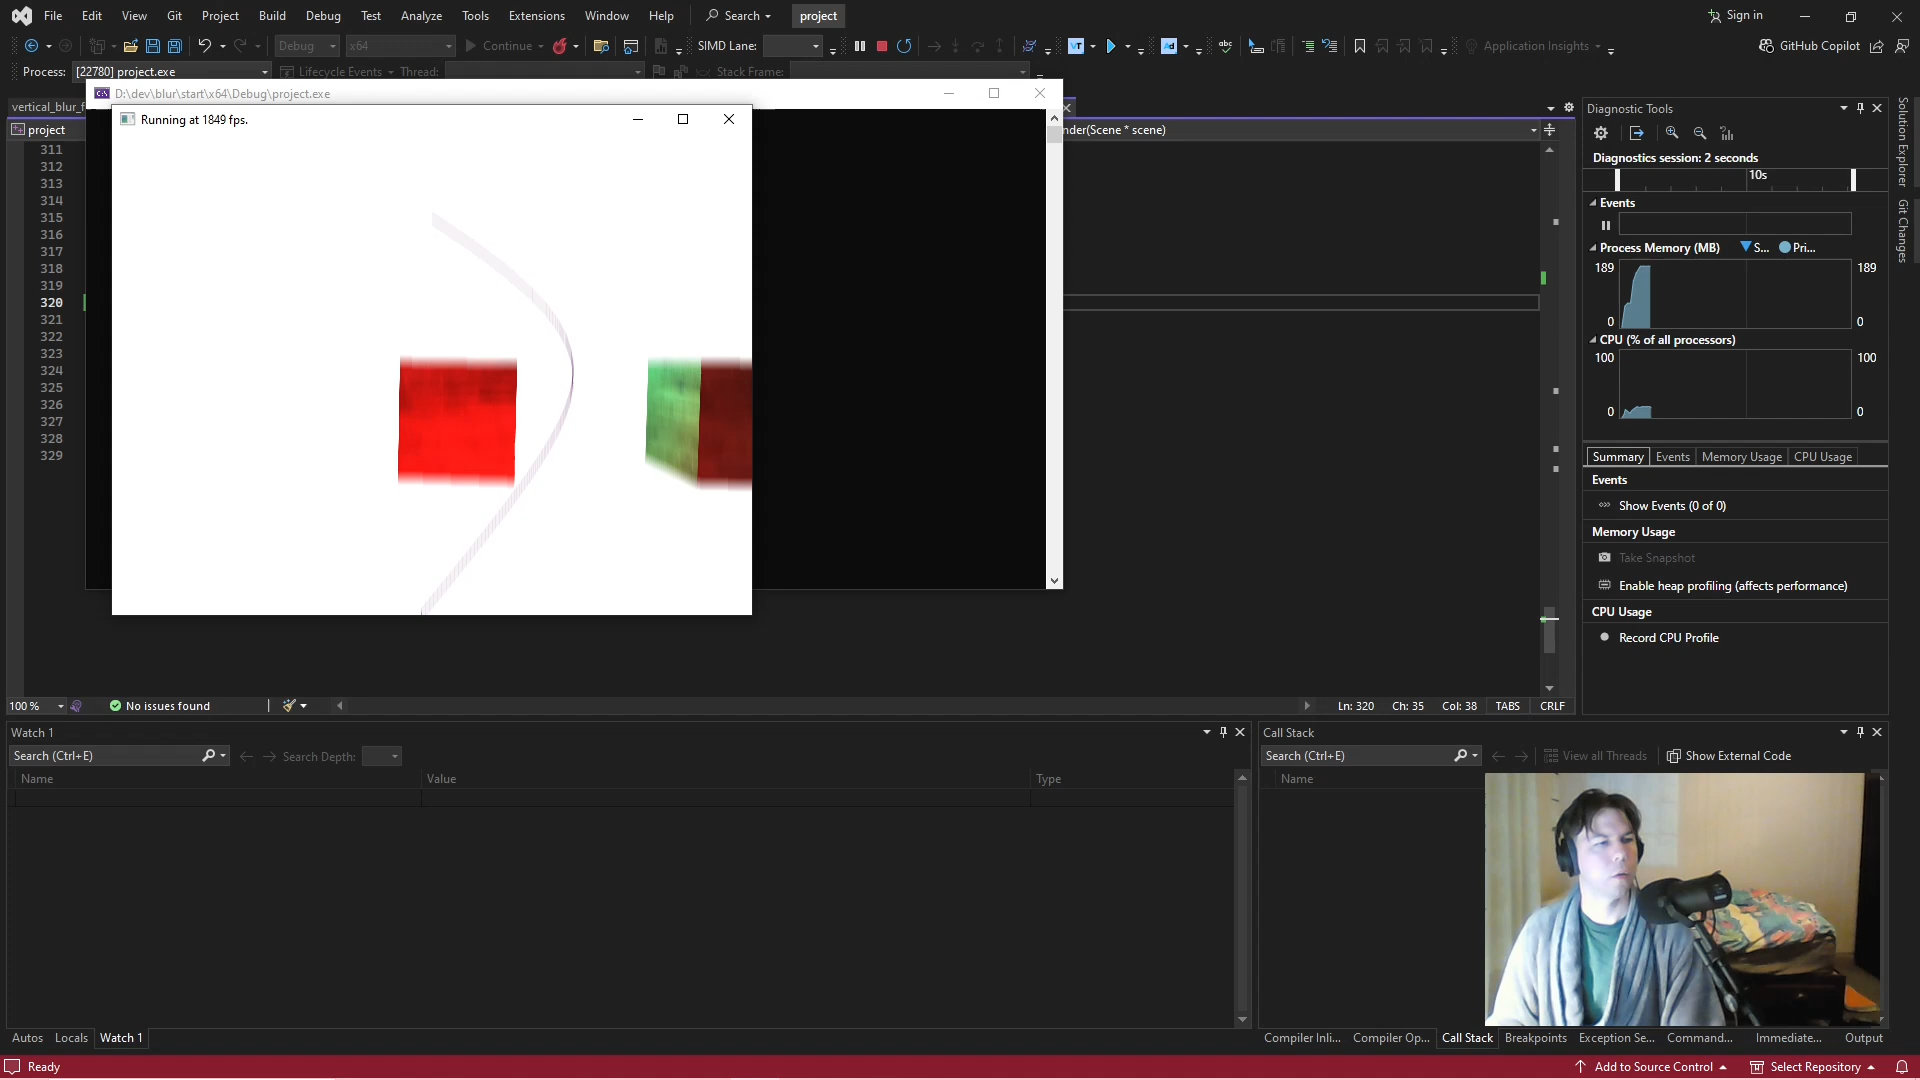 File Edit View Git Project Build Debug Test Analyze Tools Extensions Window Help Search project Sign in
Debug x64 Continue SIMD Lane: Application Insights GitHub Copilot
Process: [22780] project.exe Lifecycle Events Thread: Stack Frame:
D:\dev\blur\start\x64\Debug\project.exe
vertical_blur_f
Running at 1849 fps.
project
nder(Scene * scene)
311
312
313
314
315
316
317
318
319
320
321
322
323
324
325
326
327
328
329
Diagnostic Tools
Diagnostics session: 2 seconds
10s
Events
Process Memory (MB) S... Pri...
189 189
0 0
CPU (% of all processors)
100 100
0 0
Summary Events Memory Usage CPU Usage
Events
Show Events (0 of 0)
Memory Usage
Take Snapshot
Enable heap profiling (affects performance)
CPU Usage
Record CPU Profile
Solution Explorer
Git Changes
100 % No issues found Ln: 320 Ch: 35 Col: 38 TABS CRLF
Watch 1
Search (Ctrl+E) Search Depth:
Name Value Type
Call Stack
Search (Ctrl+E) View all Threads Show External Code
Name
Autos Locals Watch 1
Compiler Inli... Compiler Op... Call Stack Breakpoints Exception Se... Command... Immediate... Output
Ready Add to Source Control Select Repository